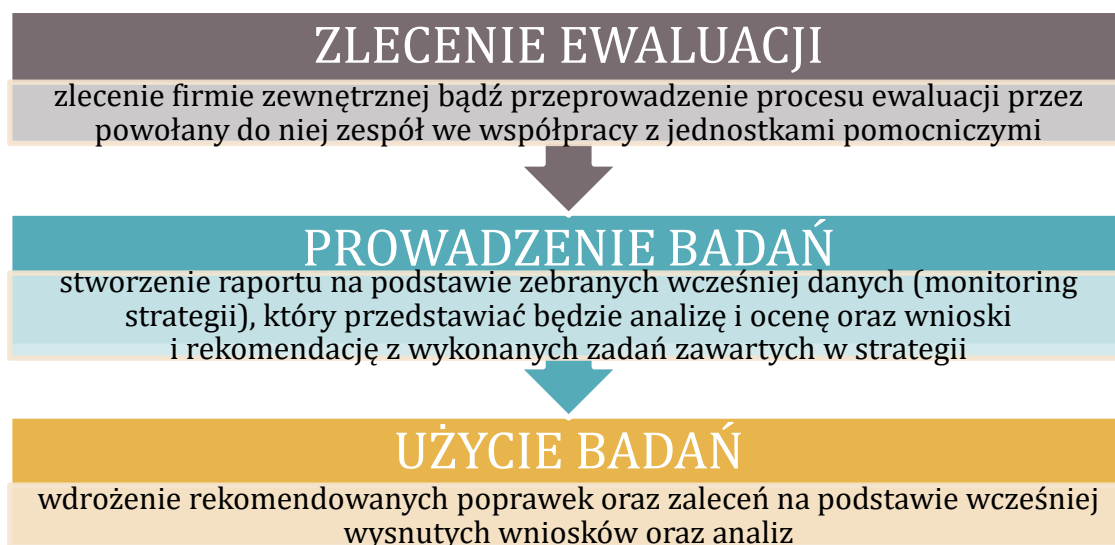 ZLECENIE EWALUACJI
zlecenie firmie zewnętrznej bądź przeprowadzenie procesu ewaluacji przez
powołany do niej zespół we współpracy z jednostkami pomocniczymi
PROWADZENIE BADAŃ
stworzenie raportu na podstawie zebranych wcześniej danych (monitoring
strategii), który przedstawiać będzie analizę i ocenę oraz wnioski
i rekomendację z wykonanych zadań zawartych w strategii
UŻYCIE BADAŃ
wdrożenie rekomendowanych poprawek oraz zaleceń na podstawie wcześniej
wysnutych wniosków oraz analiz